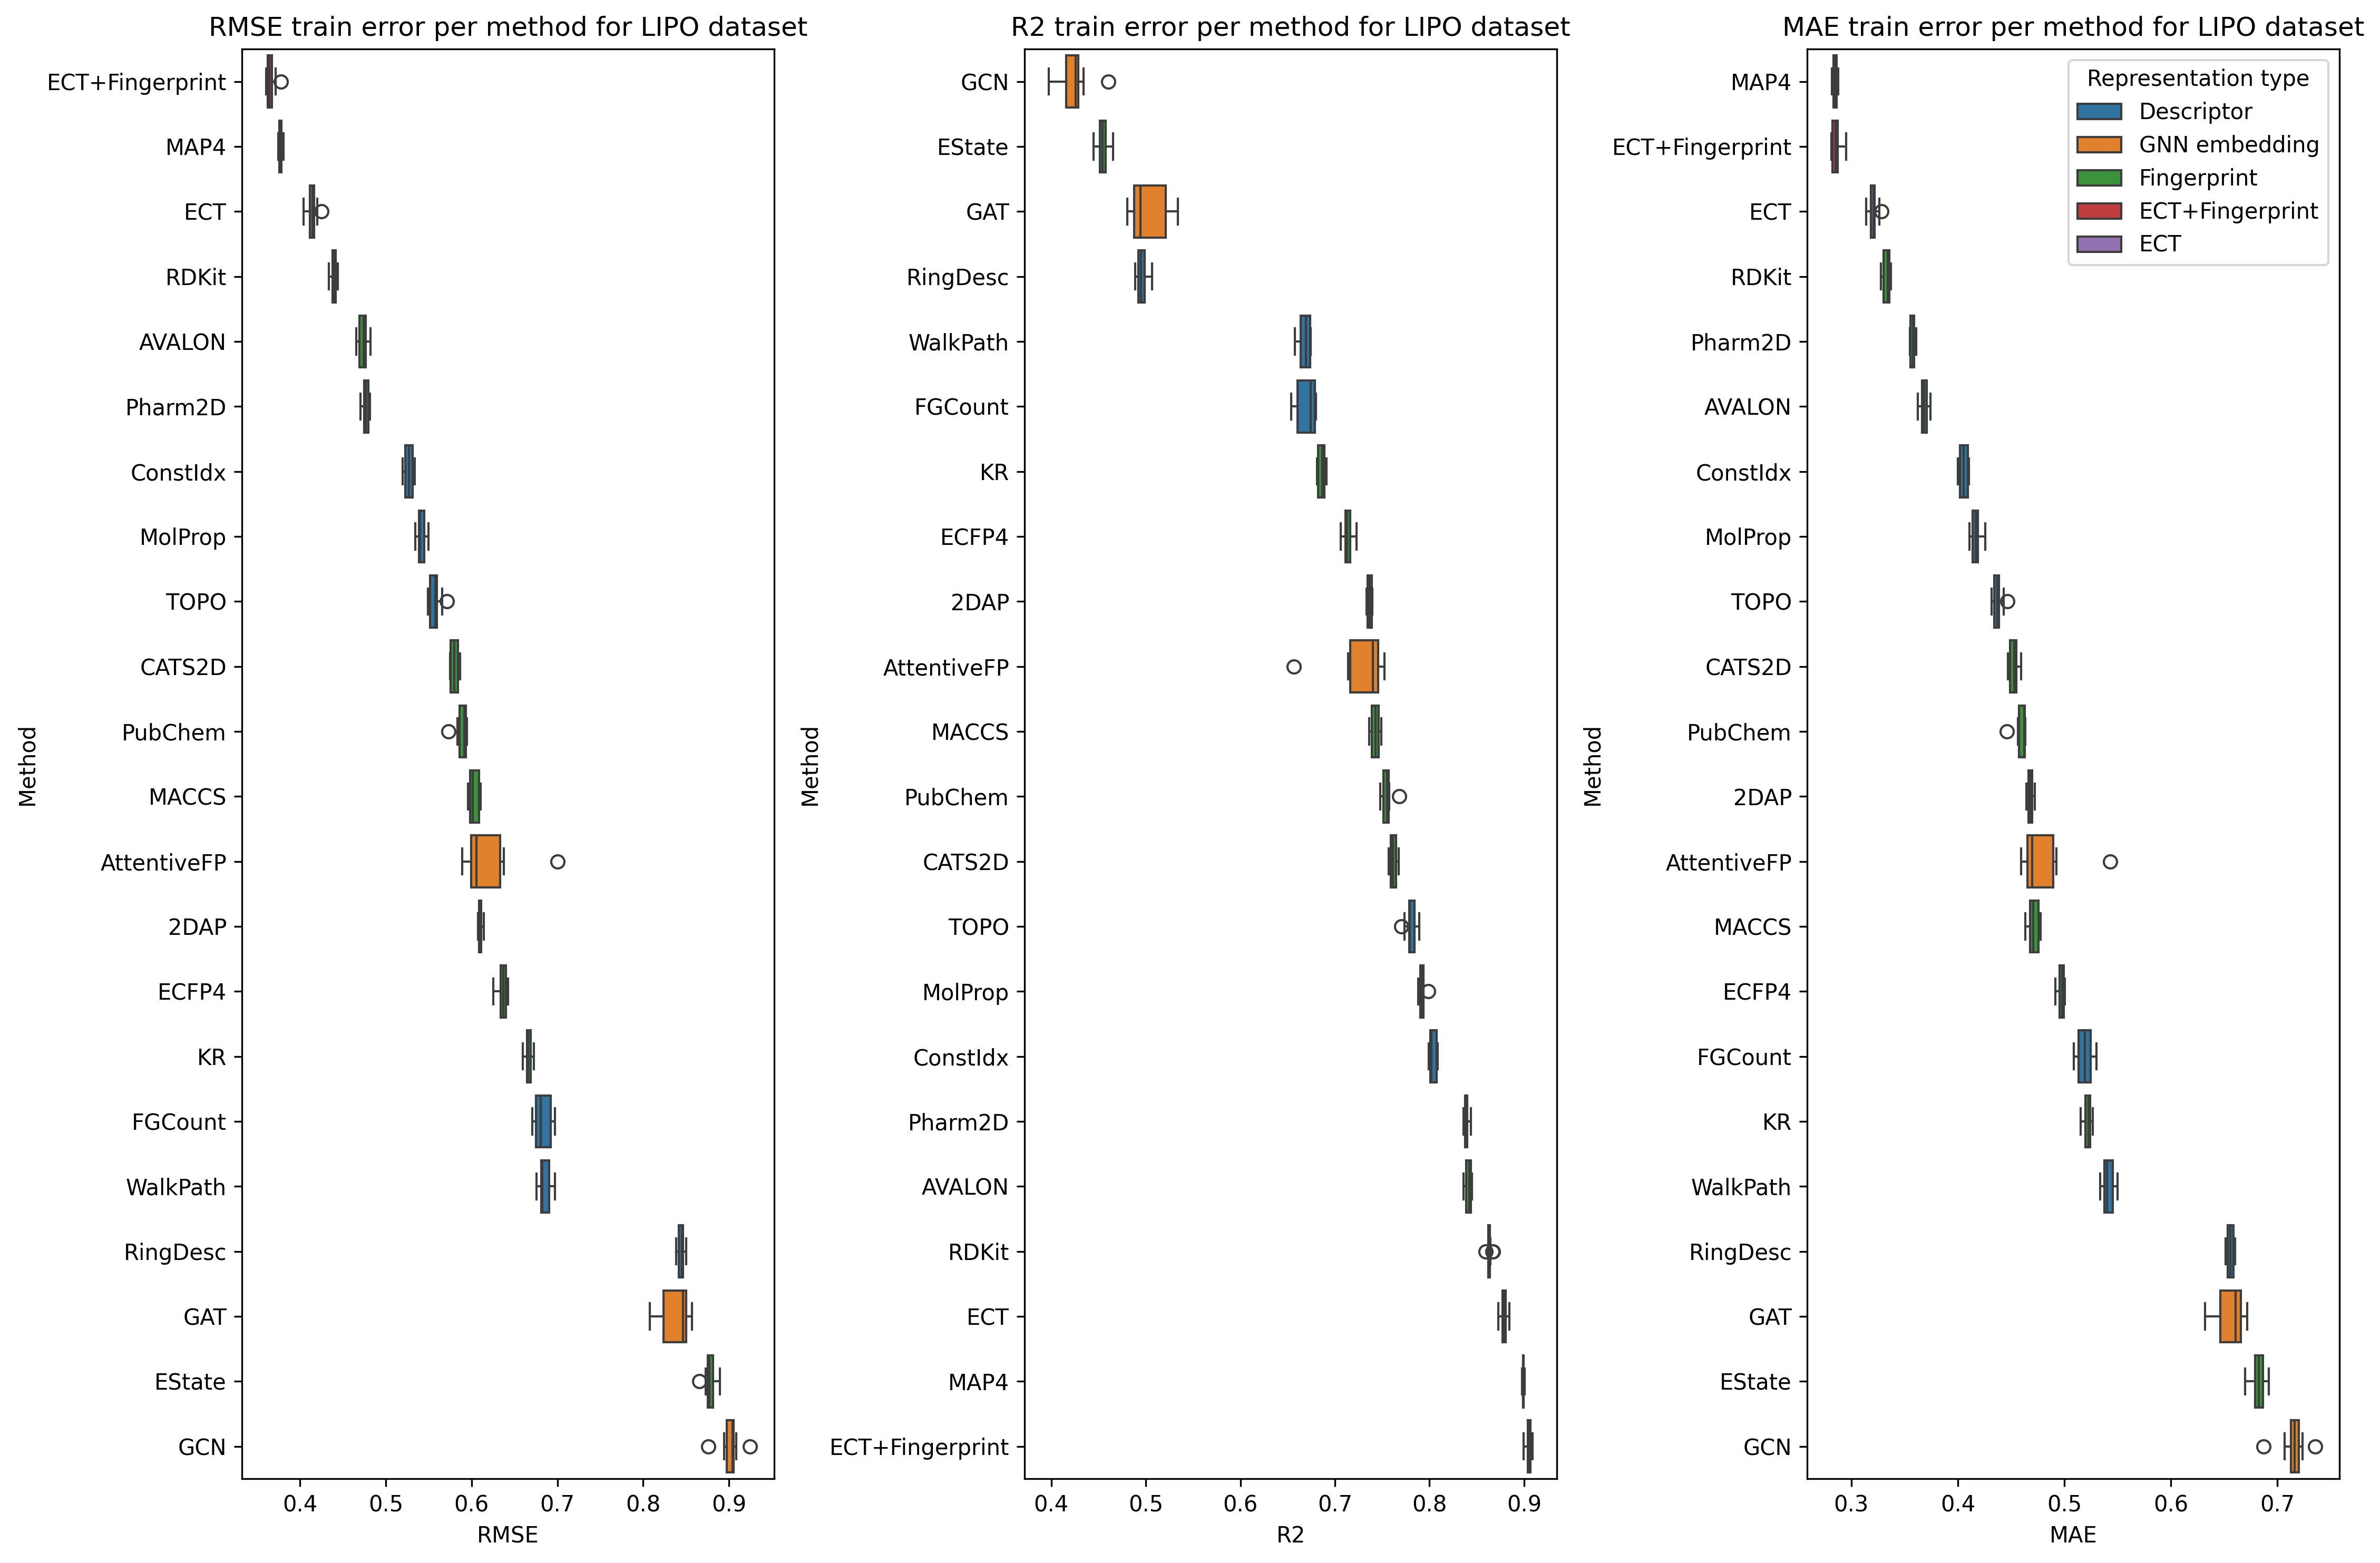 RMSE train error per method for LIPO dataset
Method
ECT+Fingerprint
MAP4
ECT
RDKit
AVALON
Pharm2D
ConstIdx
MolProp
TOPO
CATS2D
PubChem
MACCS
AttentiveFP
2DAP
ECFP4
KR
FGCount
WalkPath
RingDesc
GAT
EState
GCN
0.4 0.5 0.6 0.7 0.8 0.9
RMSE
R2 train error per method for LIPO dataset
Method
GCN
EState
GAT
RingDesc
WalkPath
FGCount
KR
ECFP4
2DAP
AttentiveFP
MACCS
PubChem
CATS2D
TOPO
MolProp
ConstIdx
Pharm2D
AVALON
RDKit
ECT
MAP4
ECT+Fingerprint
0.4 0.5 0.6 0.7 0.8 0.9
R2
MAE train error per method for LIPO dataset
Method
MAP4
ECT+Fingerprint
ECT
RDKit
Pharm2D
AVALON
ConstIdx
MolProp
TOPO
CATS2D
PubChem
2DAP
AttentiveFP
MACCS
ECFP4
FGCount
KR
WalkPath
RingDesc
GAT
EState
GCN
0.3 0.4 0.5 0.6 0.7
MAE
Representation type
Descriptor
GNN embedding
Fingerprint
ECT+Fingerprint
ECT